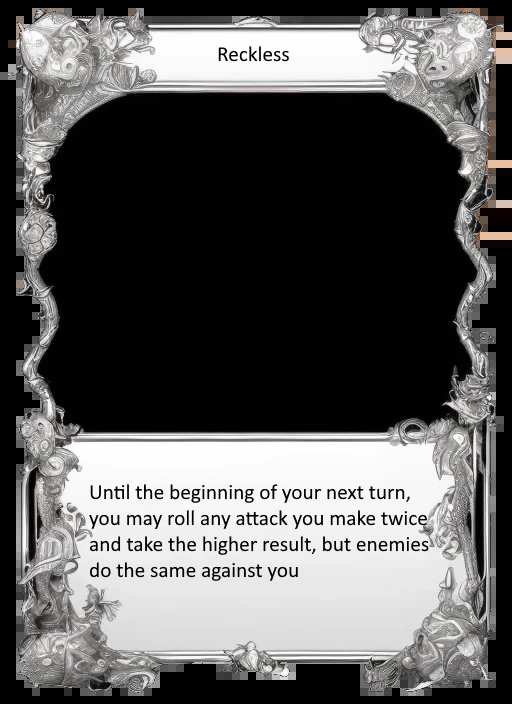 Reckless
Until the beginning of your next turn,
you may roll any attack you make twice
and take the higher result, but enemies
do the same against you